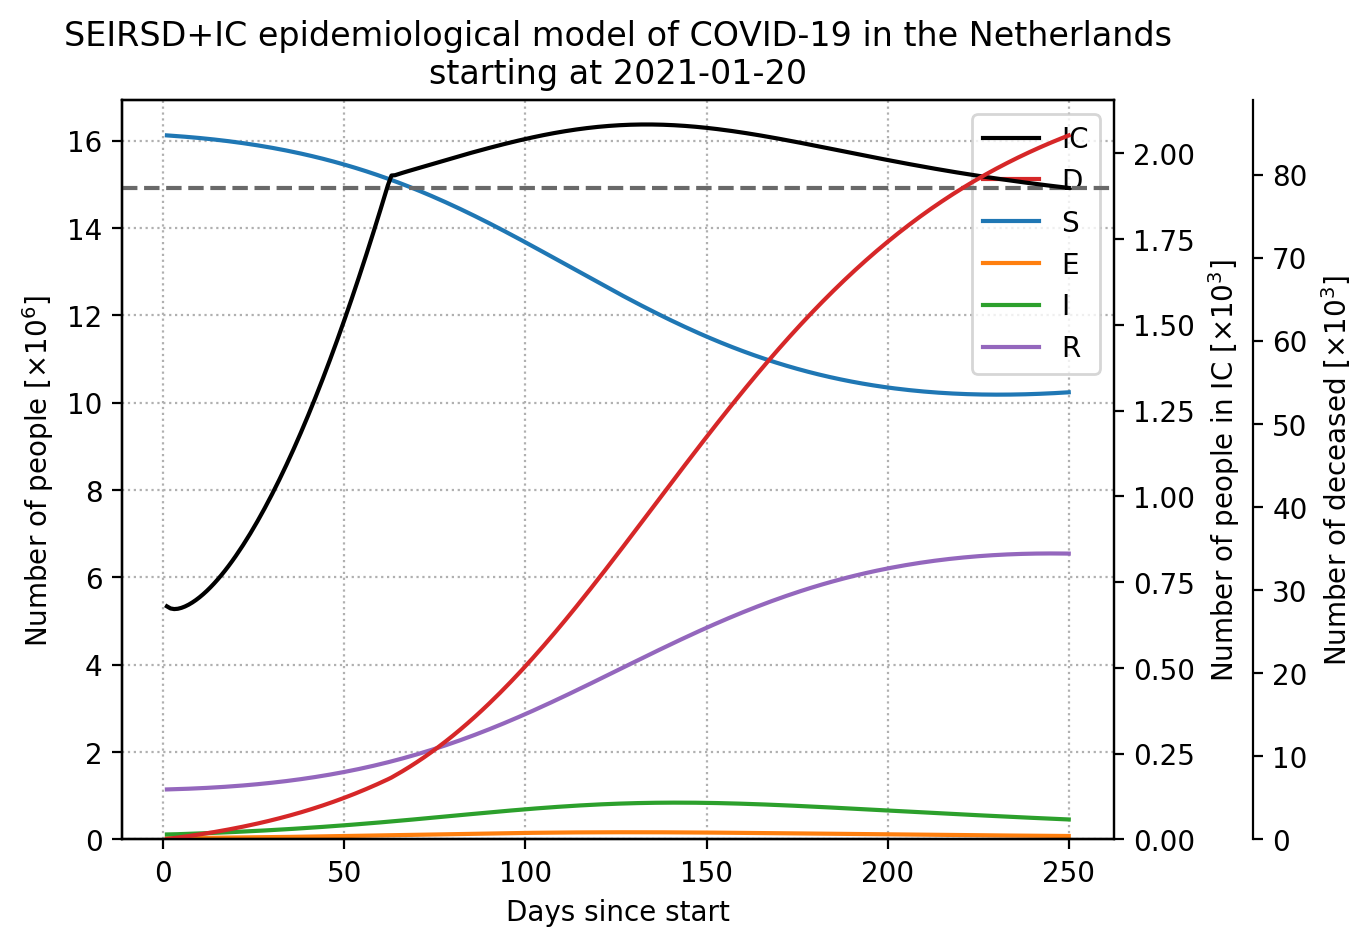 SEIRSD+IC epidemiological model of COVID-19 in the Netherlands
starting at 2021-01-20
Number of people [×10⁶]
16
14
12
10
8
6
4
2
0
0
50
100
150
200
250
Days since start
IC
D
S
E
I
R
2.00
1.75
1.50
1.25
1.00
0.75
0.50
0.25
0.00
Number of people in IC [×10³]
80
70
60
50
40
30
20
10
0
Number of deceased [×10³]